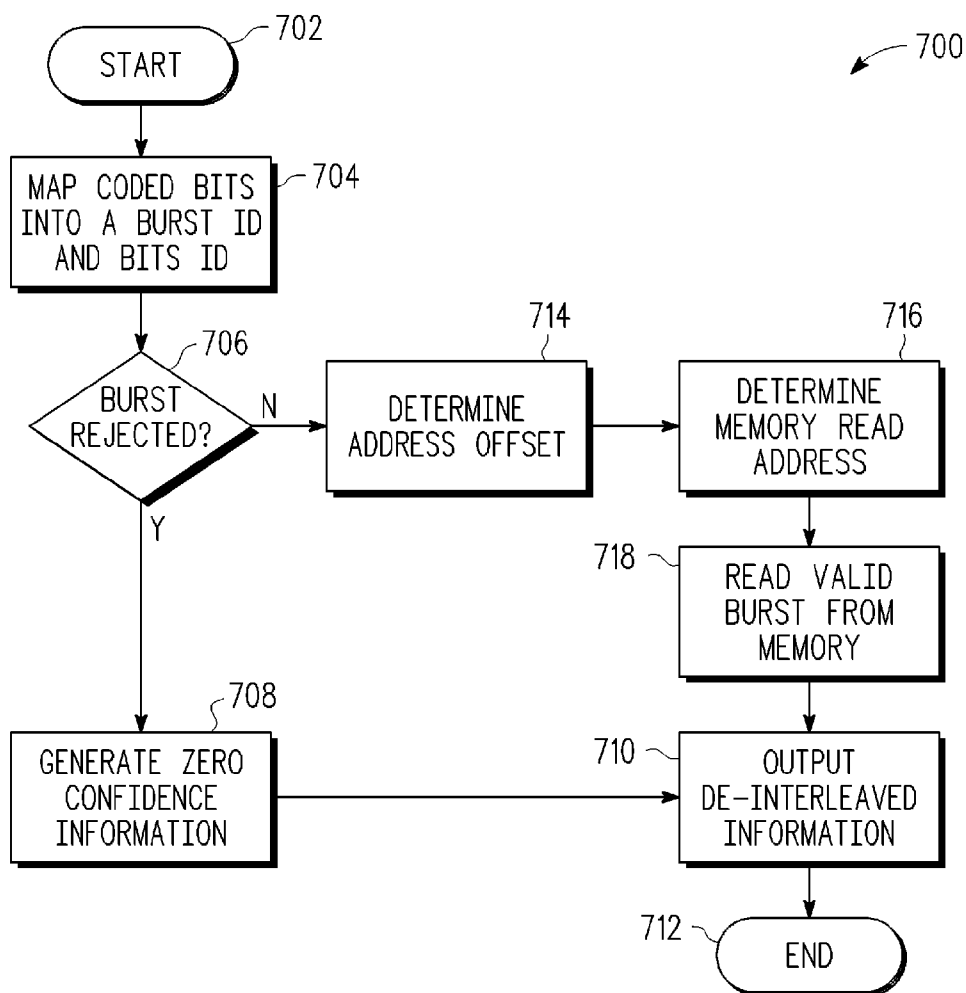 702
START
700
704
MAP CODED BITS
INTO A BURST ID
AND BITS ID
706
BURST
REJECTED?
N
Y
714
DETERMINE
ADDRESS OFFSET
716
DETERMINE
MEMORY READ
ADDRESS
718
READ VALID
BURST FROM
MEMORY
708
GENERATE ZERO
CONFIDENCE
INFORMATION
710
OUTPUT
DE-INTERLEAVED
INFORMATION
712
END